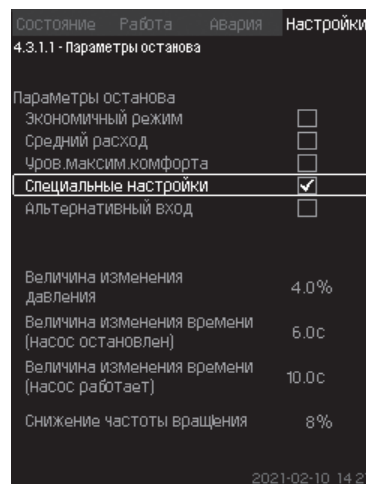 Состояние Работа Авария Настройки
4.3.1.1 - Параметры останова
Параметры останова
Экономичный режим
Средний расход
Уров.максим.комфорта
Специальные настройки
Альтернативный вход
Величина изменения
давления 4.0%
Величина изменения времени
(насос остановлен) 6.0с
Величина изменения времени
(насос работает) 10.0с
Снижение частоты вращения 8%
2021-02-10 14:2